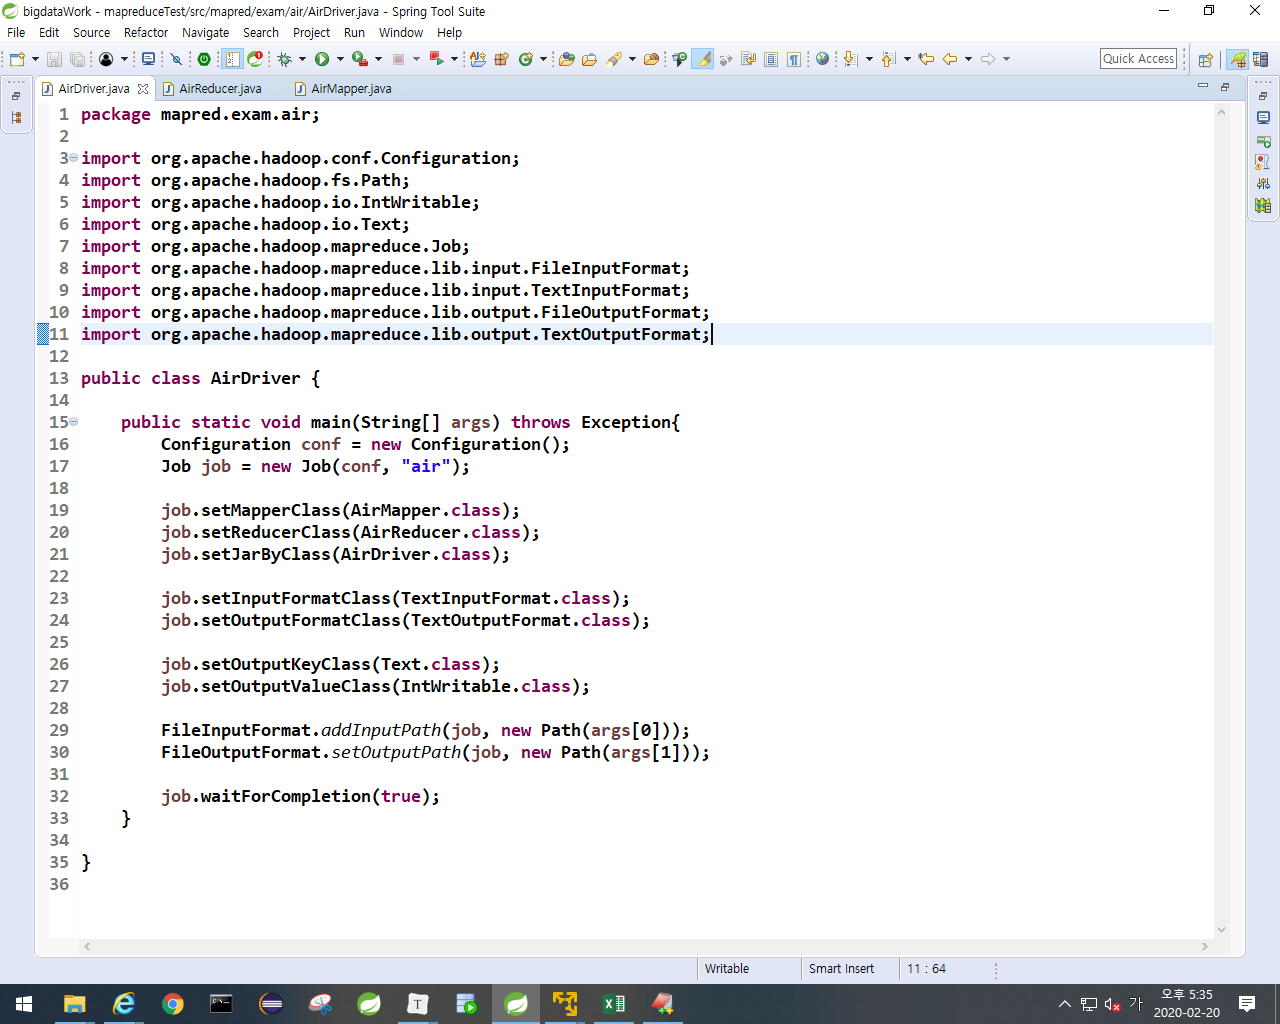 bigdataWork - mapreduceTest/src/mapred/exam/air/AirDriver.java - Spring Tool Suite
File Edit Source Refactor Navigate Search Project Run Window Help
Quick Access
AirDriver.java AirReducer.java AirMapper.java
1 package mapred.exam.air;
2
3 import org.apache.hadoop.conf.Configuration;
4 import org.apache.hadoop.fs.Path;
5 import org.apache.hadoop.io.IntWritable;
6 import org.apache.hadoop.io.Text;
7 import org.apache.hadoop.mapreduce.Job;
8 import org.apache.hadoop.mapreduce.lib.input.FileInputFormat;
9 import org.apache.hadoop.mapreduce.lib.input.TextInputFormat;
10 import org.apache.hadoop.mapreduce.lib.output.FileOutputFormat;
11 import org.apache.hadoop.mapreduce.lib.output.TextOutputFormat;
12
13 public class AirDriver {
14
15     public static void main(String[] args) throws Exception{
16         Configuration conf = new Configuration();
17         Job job = new Job(conf, "air");
18
19         job.setMapperClass(AirMapper.class);
20         job.setReducerClass(AirReducer.class);
21         job.setJarByClass(AirDriver.class);
22
23         job.setInputFormatClass(TextInputFormat.class);
24         job.setOutputFormatClass(TextOutputFormat.class);
25
26         job.setOutputKeyClass(Text.class);
27         job.setOutputValueClass(IntWritable.class);
28
29         FileInputFormat.addInputPath(job, new Path(args[0]));
30         FileOutputFormat.setOutputPath(job, new Path(args[1]));
31
32         job.waitForCompletion(true);
33     }
34
35 }
36
Writable Smart Insert 11 : 64
가 오후 5:35
2020-02-20